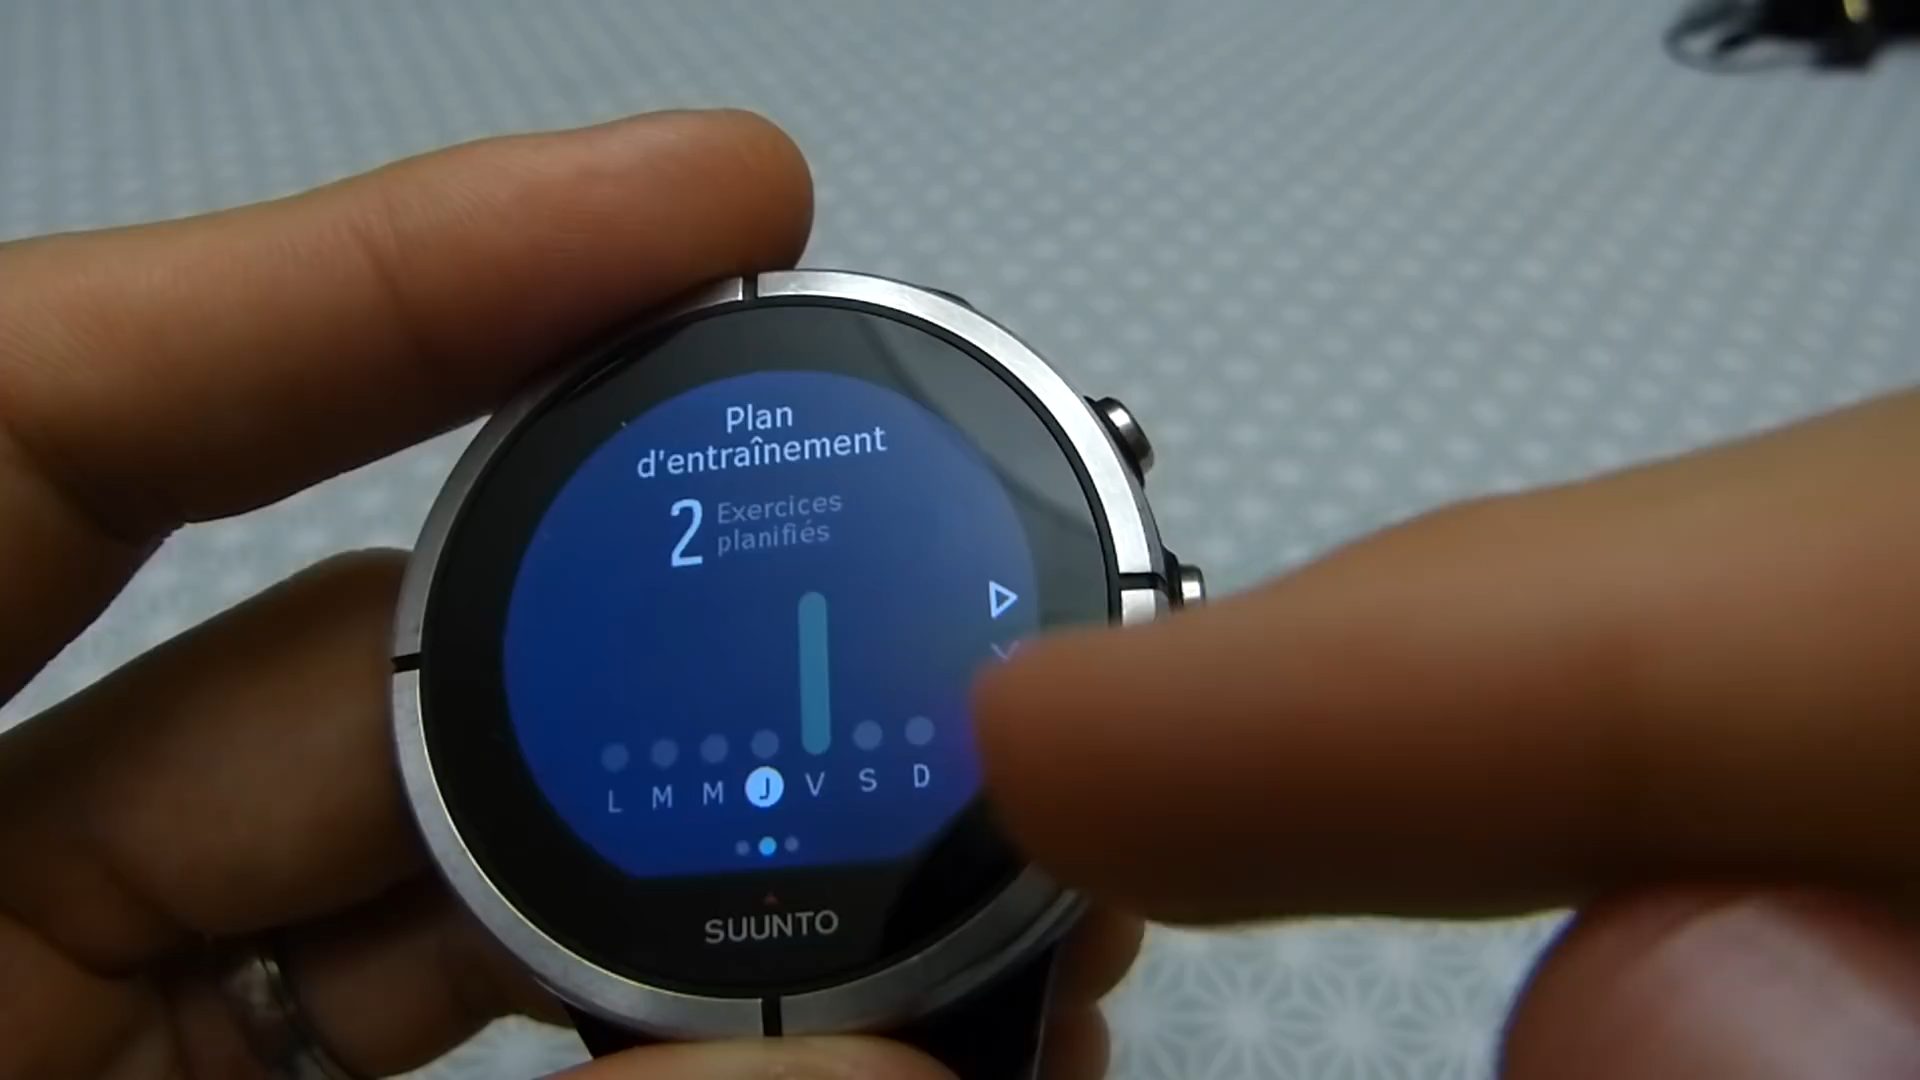 Plan
d'entraînement
2 Exercices
planifiés
L M M J V S D
SUUNTO